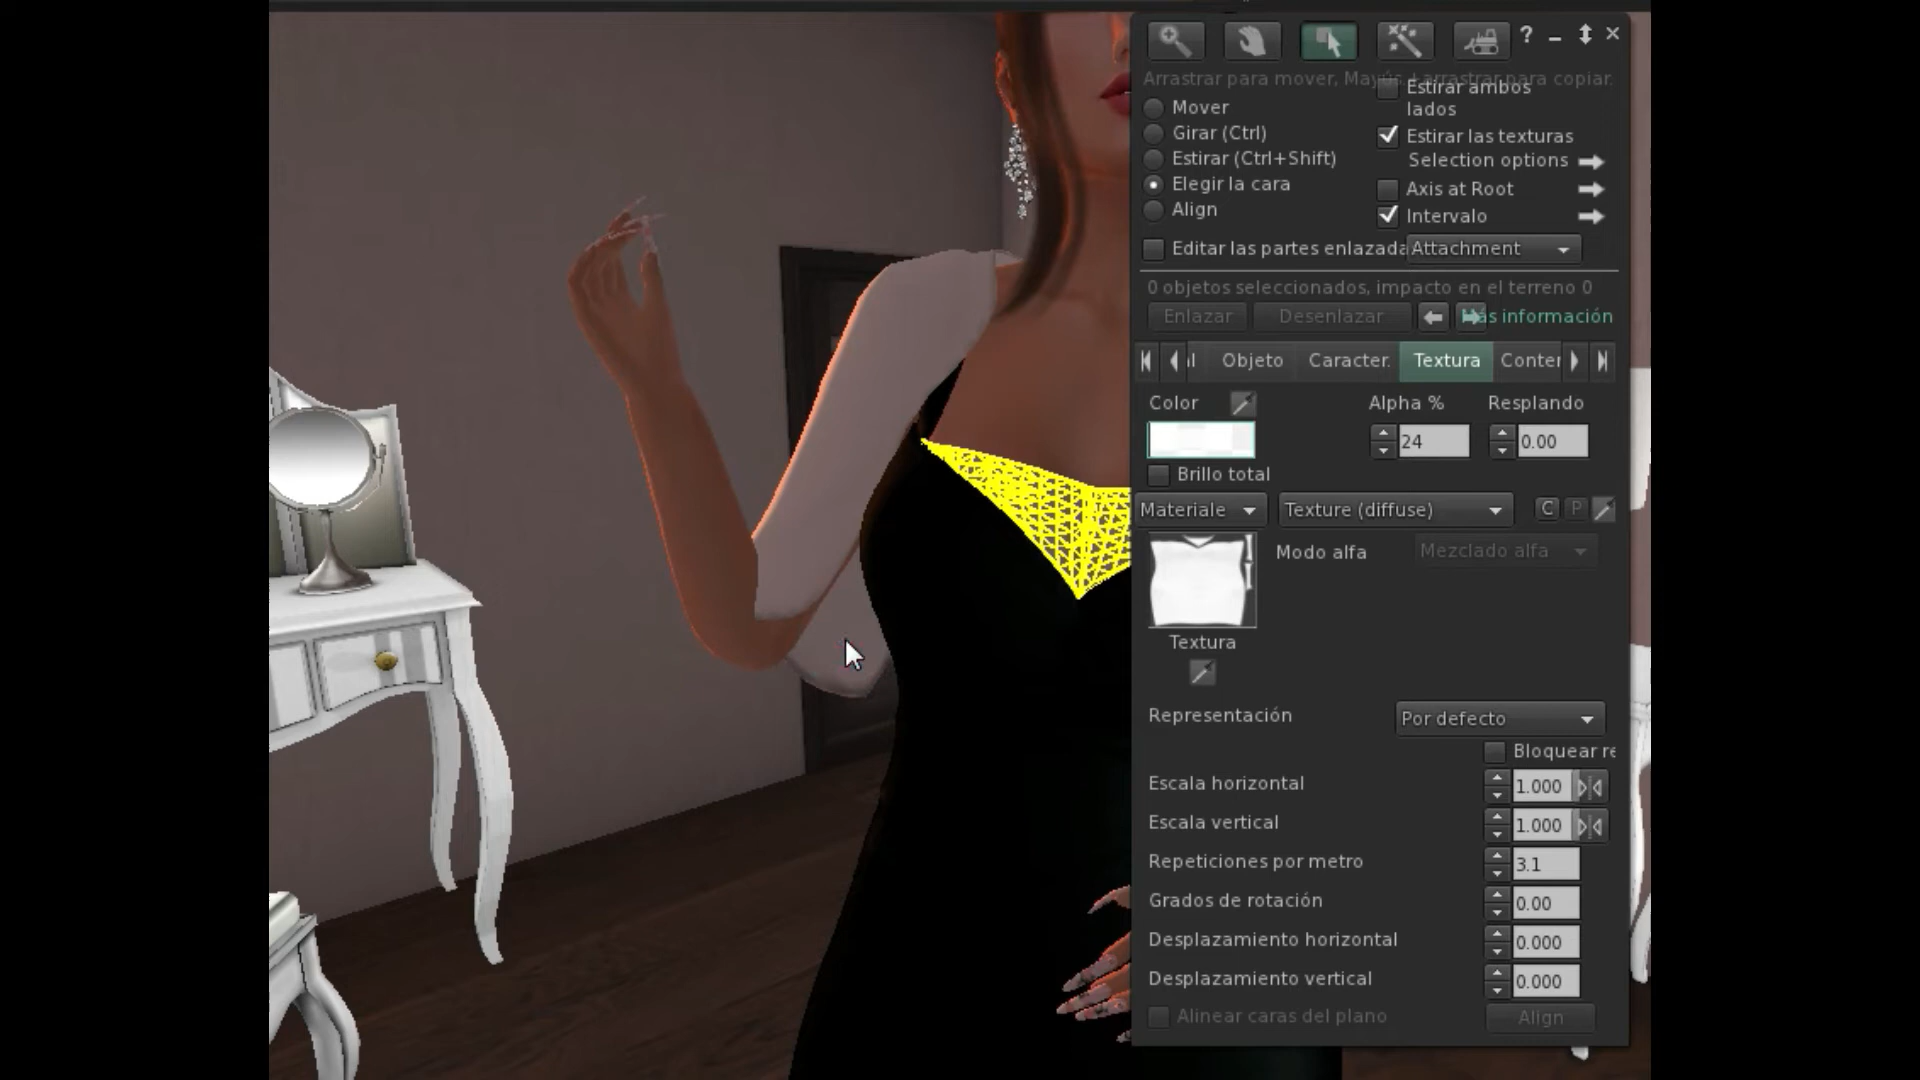 ?
Arrastrar para mover, Mayús + arrastrar para copiar.
Mover
Girar (Ctrl)
Estirar (Ctrl+Shift)
Elegir la cara
Align
Estirar ambos
lados
Estirar las texturas
Selection options
Axis at Root
Intervalo
Editar las partes enlazada
Attachment
0 objetos seleccionados, impacto en el terreno 0
Enlazar
Desenlazar
Más información
Objeto
Caracter.
Textura
Conter
Color
Alpha %
Resplando
24
0.00
Brillo total
Materiale
Texture (diffuse)
C
P
Modo alfa
Mezclado alfa
Textura
Representación
Por defecto
Bloquear re
Escala horizontal
1.000
Escala vertical
1.000
Repeticiones por metro
3.1
Grados de rotación
0.00
Desplazamiento horizontal
0.000
Desplazamiento vertical
0.000
Alinear caras del plano
Align